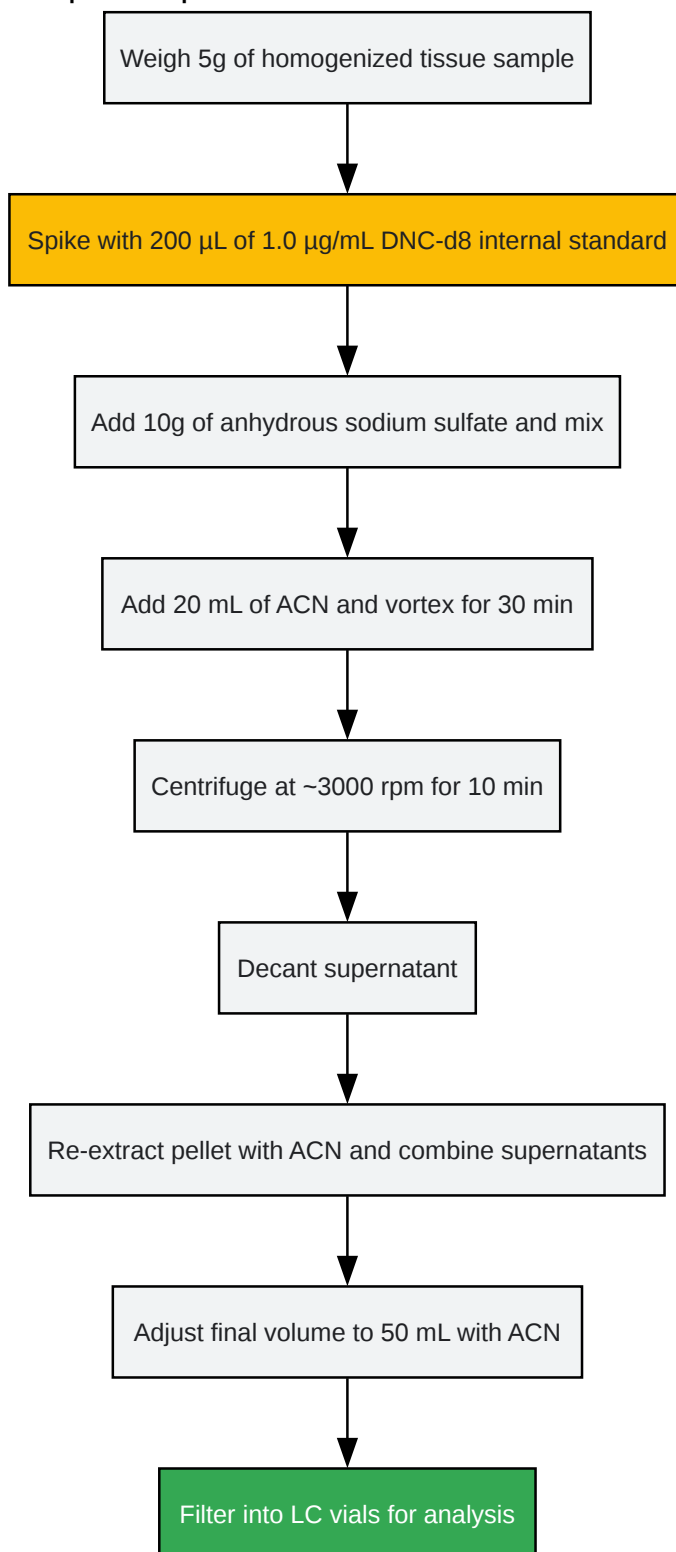 Weigh 5g of homogenized tissue sample
Spike with 200 µL of 1.0 µg/mL DNC-d8 internal standard
Add 10g of anhydrous sodium sulfate and mix
Add 20 mL of ACN and vortex for 30 min
Centrifuge at ~3000 rpm for 10 min
Decant supernatant
Re-extract pellet with ACN and combine supernatants
Adjust final volume to 50 mL with ACN
Filter into LC vials for analysis